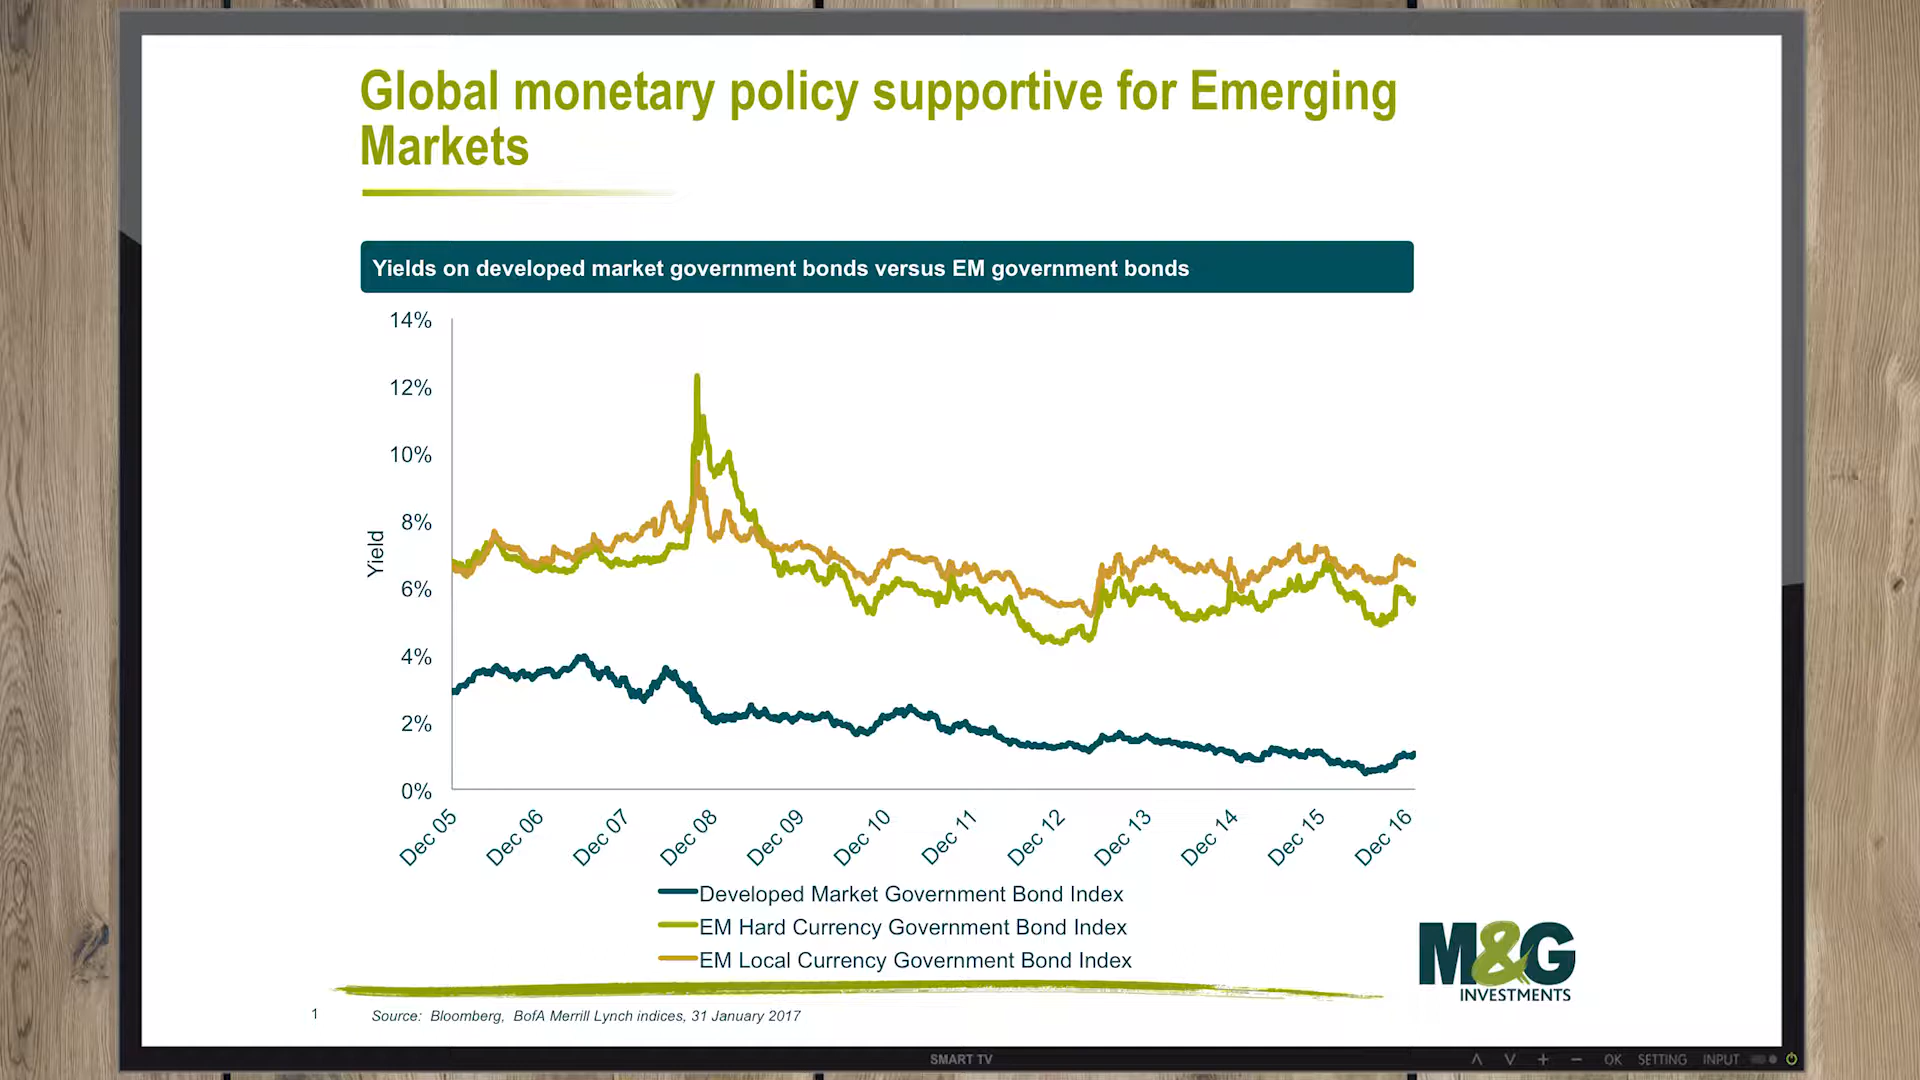 Global monetary policy supportive for Emerging
Markets
Yields on developed market government bonds versus EM government bonds
14%
12%
10%
8%
6%
4%
2%
0%
Yield
Dec 05
Dec 06
Dec 07
Dec 08
Dec 09
Dec 10
Dec 11
Dec 12
Dec 13
Dec 14
Dec 15
Dec 16
Developed Market Government Bond Index
EM Hard Currency Government Bond Index
EM Local Currency Government Bond Index
M&G
INVESTMENTS
1
Source: Bloomberg, BofA Merrill Lynch indices, 31 January 2017
SMART TV
OK SETTING INPUT